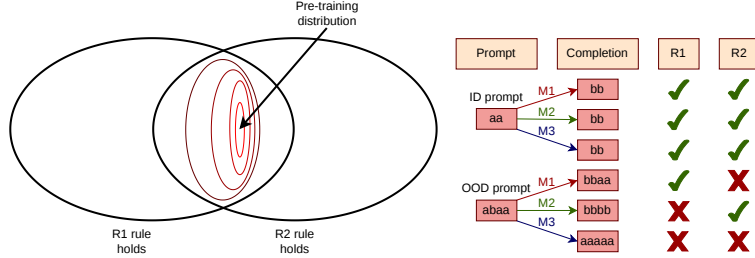 Pre-training
distribution
R1 rule
holds
R2 rule
holds
Prompt Completion R1 R2
ID prompt
aa
M1 bb
M2 bb
M3 bb
OOD prompt
abaa
M1 bbaa
M2 bbbb
M3 aaaaa